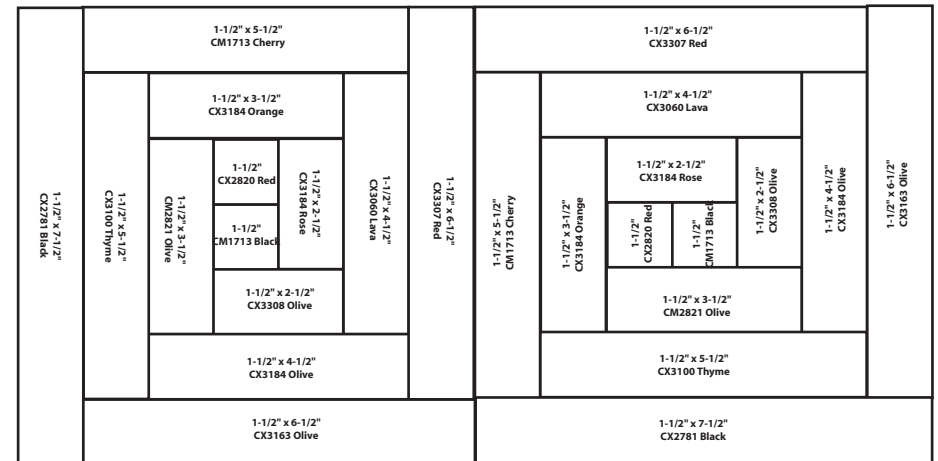 1-1/2" x 5-1/2"
CM1713 Cherry
1-1/2" x 3-1/2"
CX3184 Orange
1-1/2"
CX2820 Red
1-1/2"
CM1713 Black
1-1/2" x 2-1/2"
CX3184 Rose
1-1/2" x 2-1/2"
CX3308 Olive
1-1/2" x 3-1/2"
CM2821 Olive
1-1/2" x 4-1/2"
CX3060 Lava
1-1/2" x 4-1/2"
CX3184 Olive
1-1/2" x 5-1/2"
CX3100 Thyme
1-1/2" x 6-1/2"
CX3307 Red
1-1/2" x 6-1/2"
CX3163 Olive
1-1/2" x 7-1/2"
CX2781 Black
1-1/2" x 6-1/2"
CX3307 Red
1-1/2" x 4-1/2"
CX3060 Lava
1-1/2" x 2-1/2"
CX3184 Rose
1-1/2"
CX2820 Red
1-1/2"
CM1713 Black
1-1/2" x 2-1/2"
CX3308 Olive
1-1/2" x 3-1/2"
CM2821 Olive
1-1/2" x 3-1/2"
CX3184 Orange
1-1/2" x 4-1/2"
CX3184 Olive
1-1/2" x 5-1/2"
CX3100 Thyme
1-1/2" x 5-1/2"
CM1713 Cherry
1-1/2" x 6-1/2"
CX3163 Olive
1-1/2" x 7-1/2"
CX2781 Black